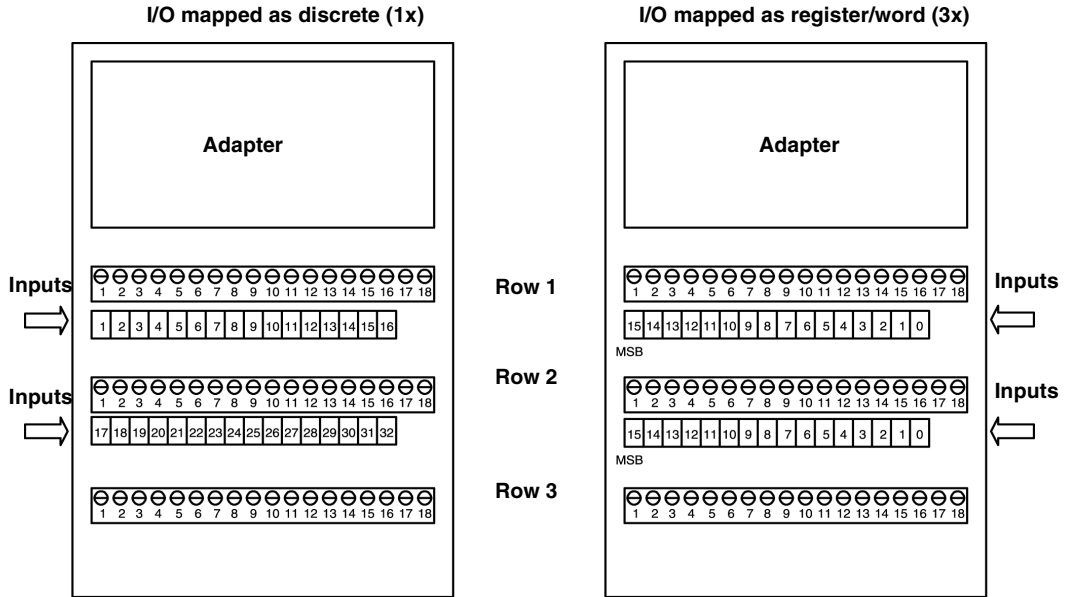 I/O mapped as discrete (1x)
I/O mapped as register/word (3x)
Adapter
Adapter
Inputs
1 2 3 4 5 6 7 8 9 10 11 12 13 14 15 16 17 18
1 2 3 4 5 6 7 8 9 10 11 12 13 14 15 16
Row 1
1 2 3 4 5 6 7 8 9 10 11 12 13 14 15 16 17 18
15 14 13 12 11 10 9 8 7 6 5 4 3 2 1 0
MSB
Inputs
Inputs
1 2 3 4 5 6 7 8 9 10 11 12 13 14 15 16 17 18
17 18 19 20 21 22 23 24 25 26 27 28 29 30 31 32
Row 2
1 2 3 4 5 6 7 8 9 10 11 12 13 14 15 16 17 18
15 14 13 12 11 10 9 8 7 6 5 4 3 2 1 0
MSB
Inputs
1 2 3 4 5 6 7 8 9 10 11 12 13 14 15 16 17 18
Row 3
1 2 3 4 5 6 7 8 9 10 11 12 13 14 15 16 17 18